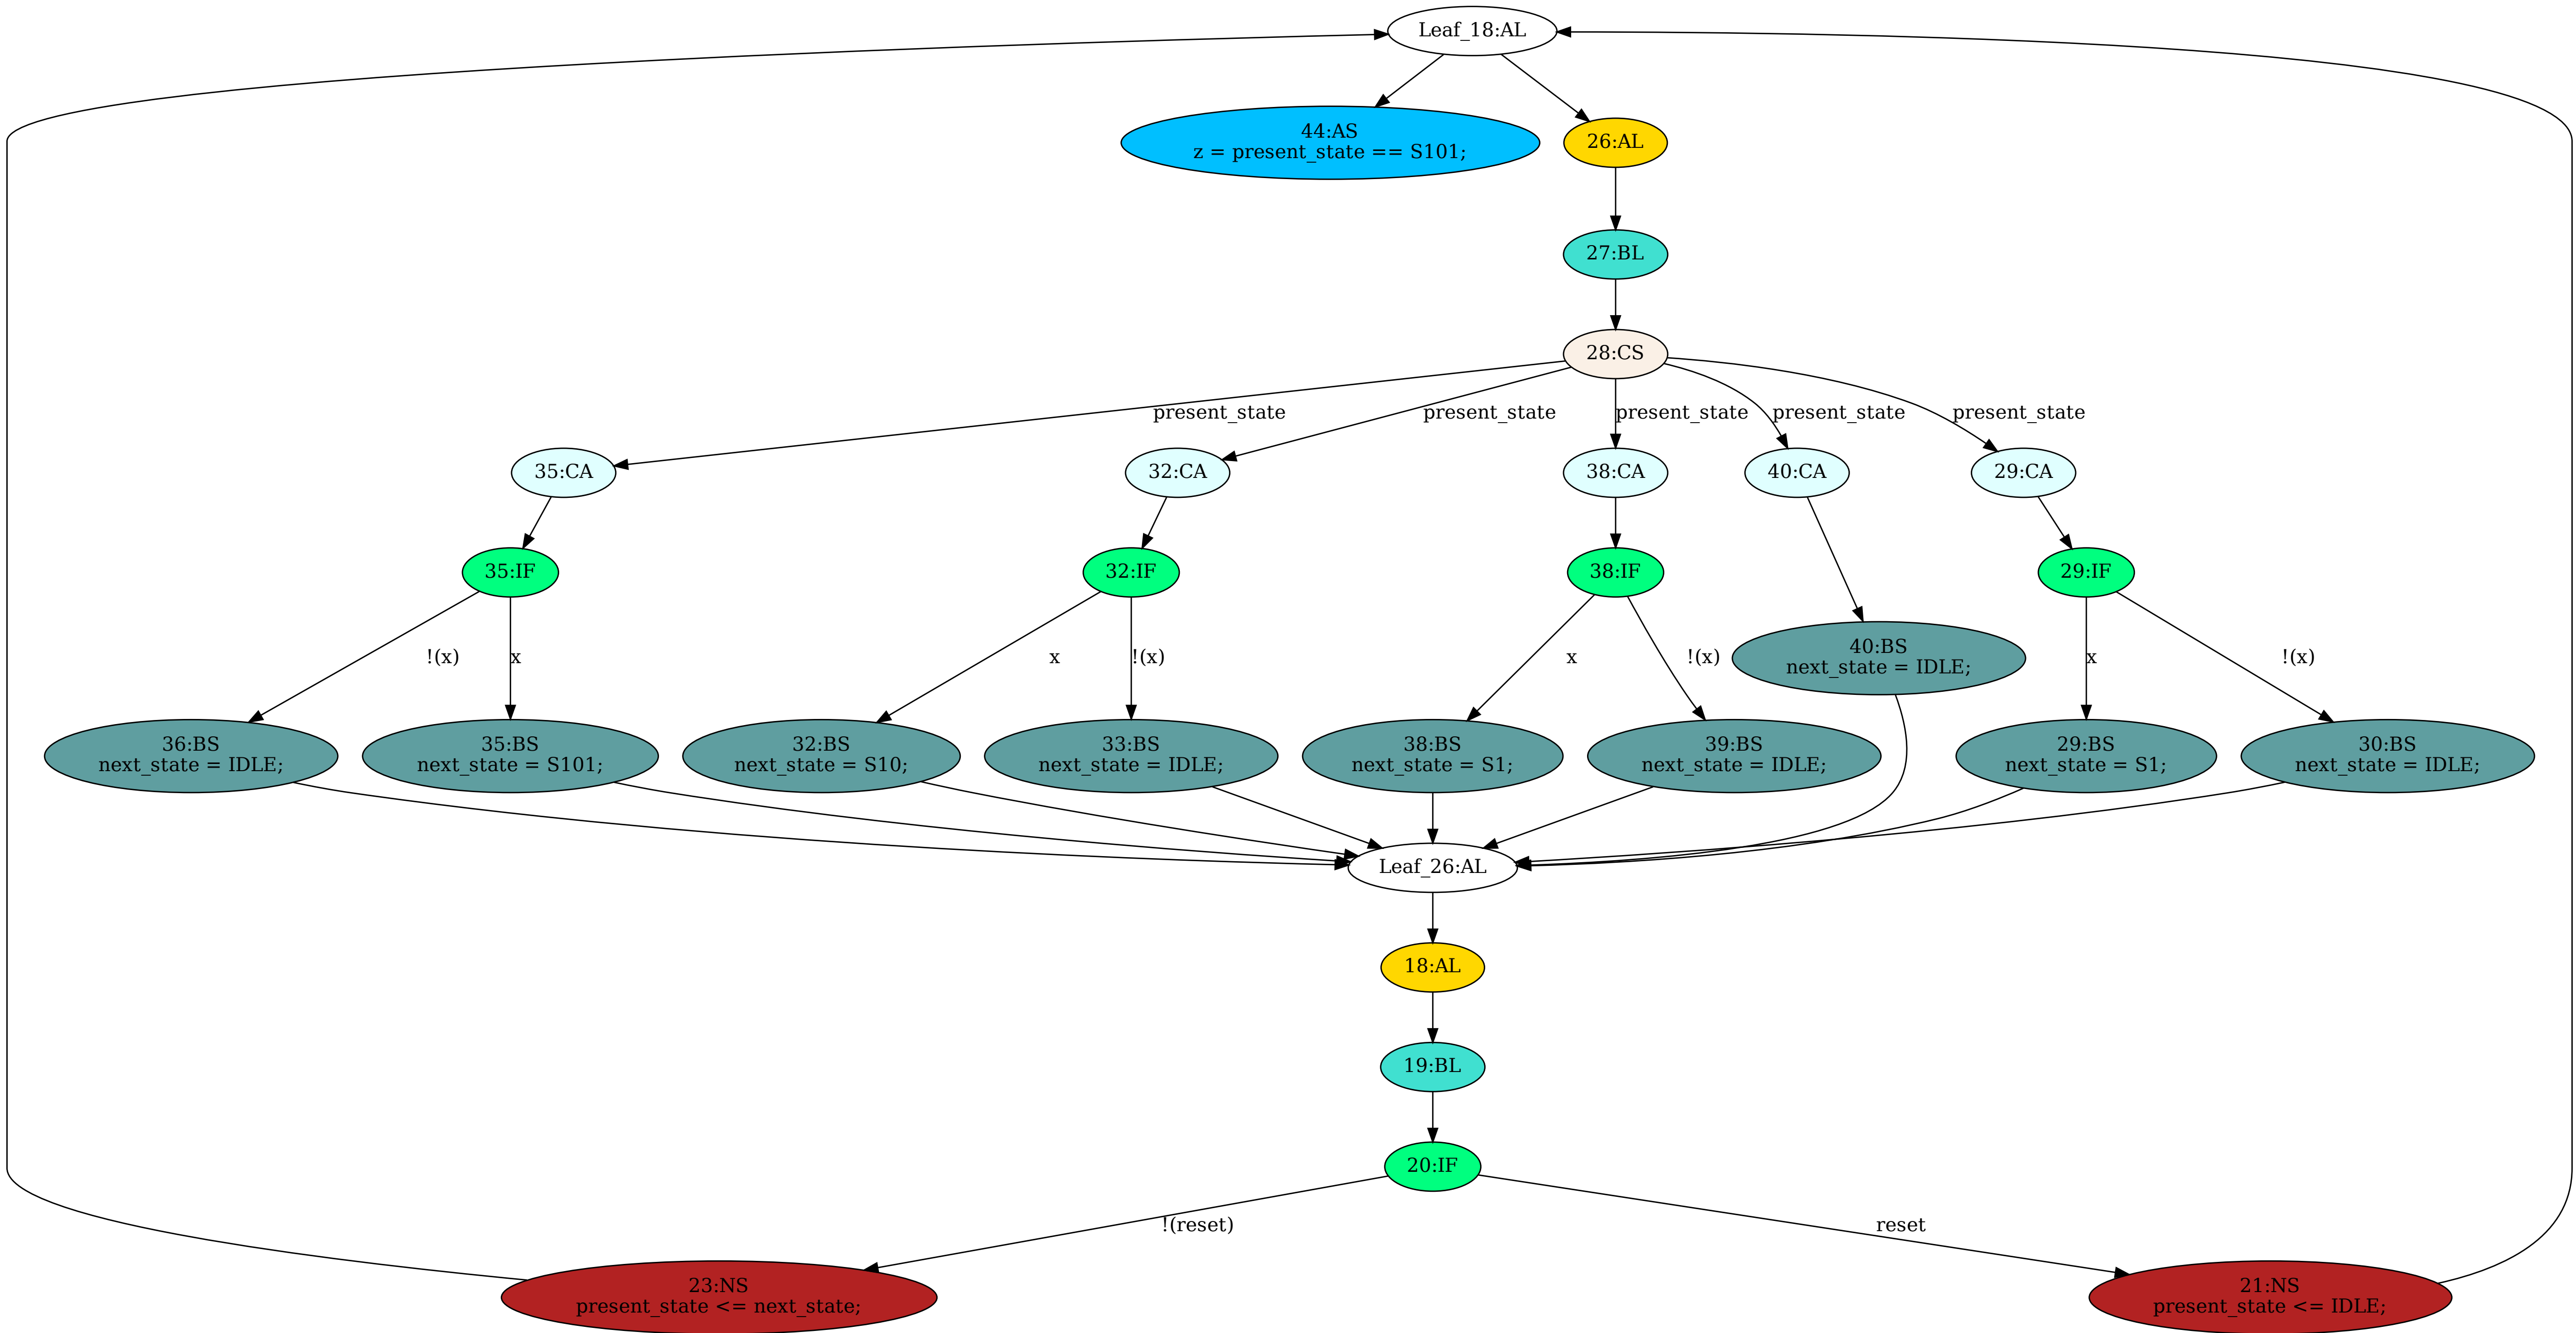 Leaf_18:AL
44:AS
z = present_state == S101;
26:AL
27:BL
28:CS
present_state
present_state
present_state
present_state
present_state
35:CA
32:CA
38:CA
40:CA
29:CA
35:IF
32:IF
38:IF
29:IF
!(x)
x
x
!(x)
x
!(x)
x
!(x)
40:BS
next_state = IDLE;
36:BS
next_state = IDLE;
35:BS
next_state = S101;
32:BS
next_state = S10;
33:BS
next_state = IDLE;
38:BS
next_state = S1;
39:BS
next_state = IDLE;
29:BS
next_state = S1;
30:BS
next_state = IDLE;
Leaf_26:AL
18:AL
19:BL
20:IF
!(reset)
reset
23:NS
present_state <= next_state;
21:NS
present_state <= IDLE;